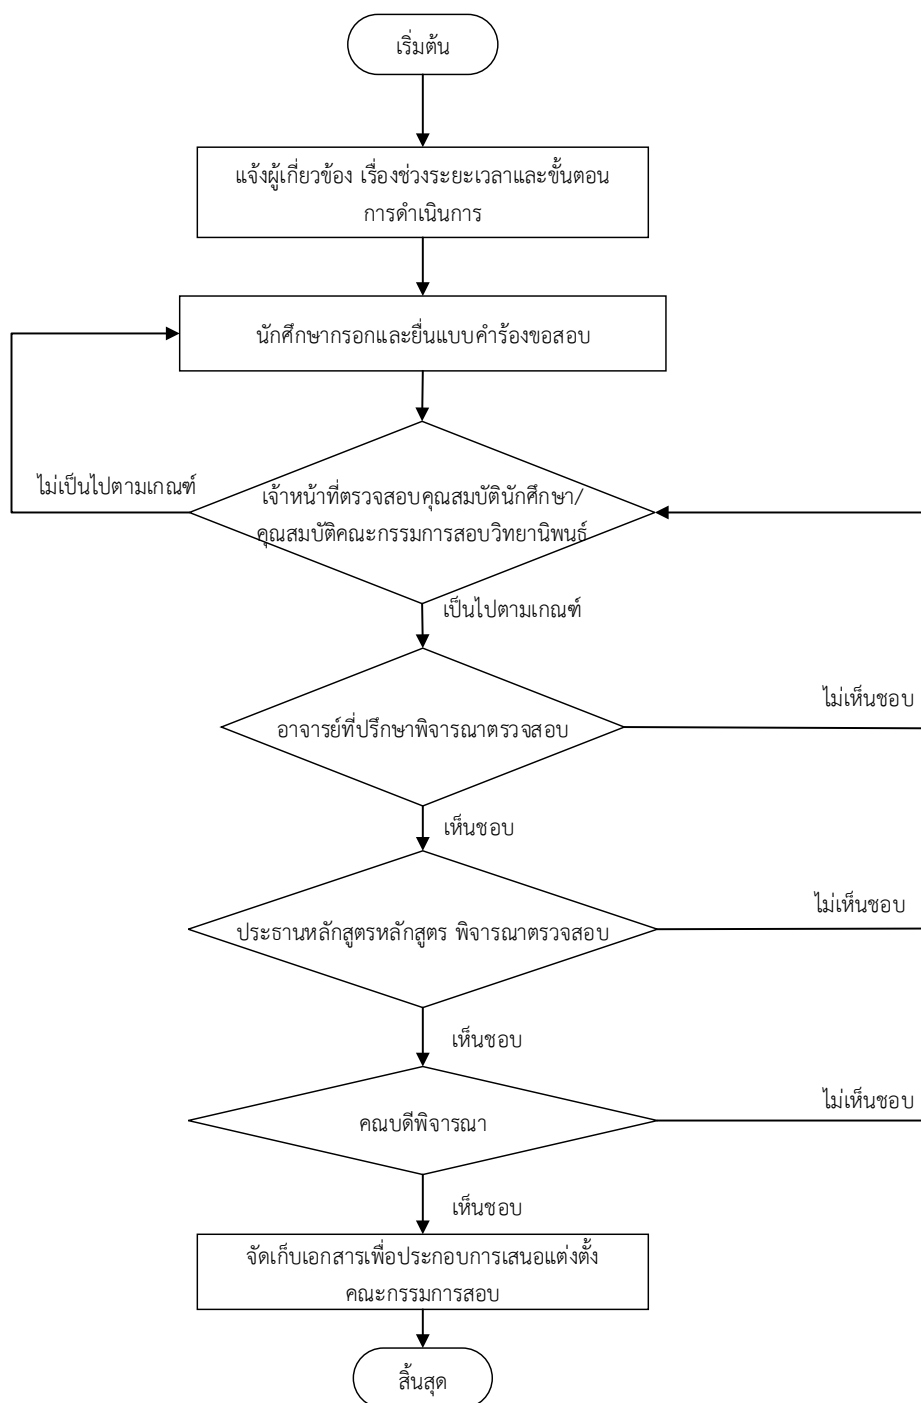 เริ่มต้น
แจ้งผู้เกี่ยวข้อง เรื่องช่วงระยะเวลาและขั้นตอน
การดำเนินการ
นักศึกษากรอกและยื่นแบบคำร้องขอสอบ
ไม่เป็นไปตามเกณฑ์
เจ้าหน้าที่ตรวจสอบคุณสมบัตินักศึกษา/
คุณสมบัติคณะกรรมการสอบวิทยานิพนธ์
เป็นไปตามเกณฑ์
ไม่เห็นชอบ
อาจารย์ที่ปรึกษาพิจารณาตรวจสอบ
เห็นชอบ
ไม่เห็นชอบ
ประธานหลักสูตรหลักสูตร พิจารณาตรวจสอบ
เห็นชอบ
ไม่เห็นชอบ
คณบดีพิจารณา
เห็นชอบ
จัดเก็บเอกสารเพื่อประกอบการเสนอแต่งตั้ง
คณะกรรมการสอบ
สิ้นสุด